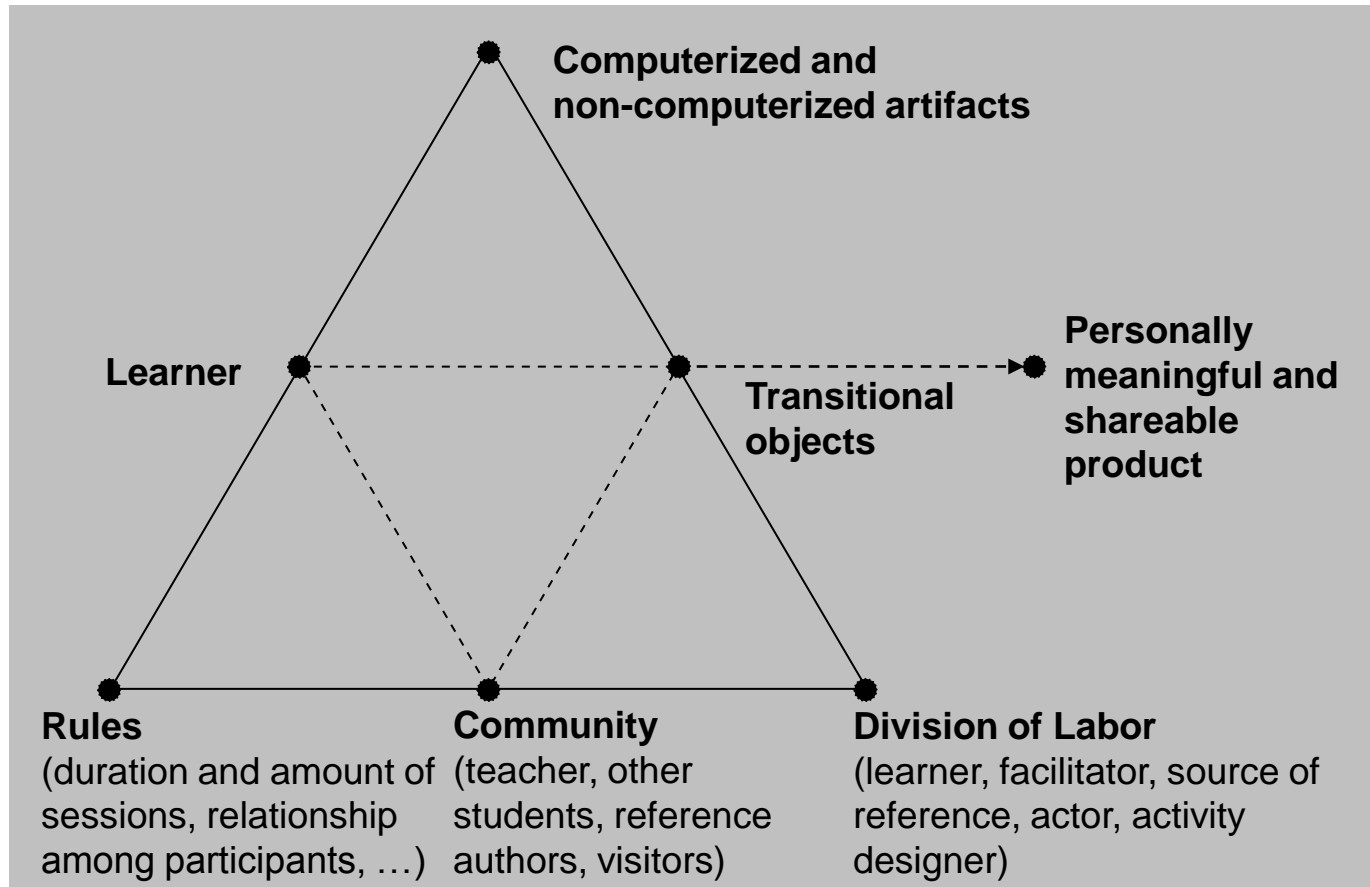 Computerized and
non-computerized artifacts
Learner
Transitional
objects
Personally
meaningful and
shareable
product
Rules
(duration and amount of
sessions, relationship
among participants, …)
Community
(teacher, other
students, reference
authors, visitors)
Division of Labor
(learner, facilitator, source of
reference, actor, activity
designer)